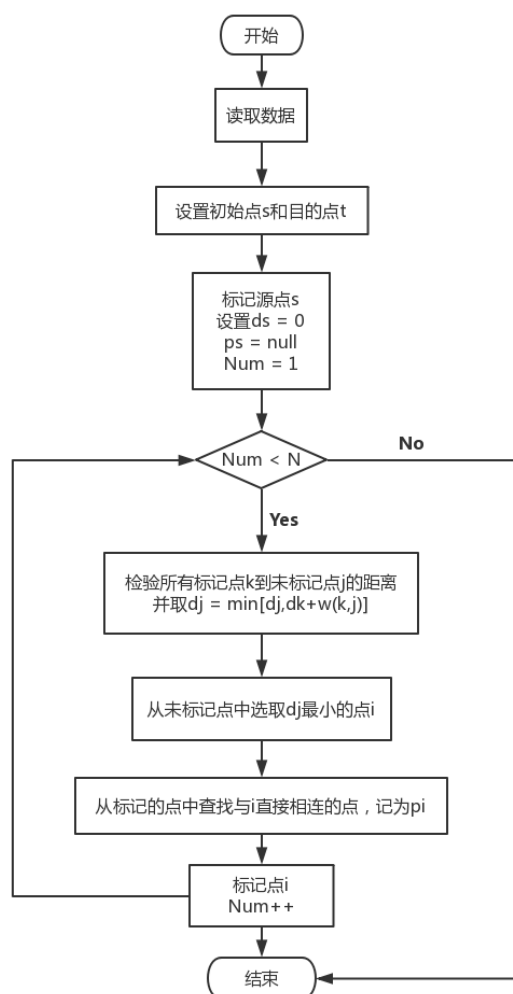 开始
读取数据
设置初始点s和目的点t
标记源点s
设置ds = 0
ps = null
Num = 1
Num < N
No
Yes
检验所有标记点k到未标记点j的距离
并取dj = min[dj,dk+w(k,j)]
从未标记点中选取dj最小的点i
从标记的点中查找与i直接相连的点，记为pi
标记点i
Num++
结束